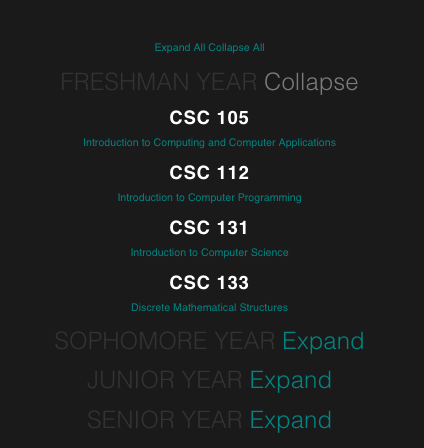 Expand All Collapse All
FRESHMAN YEAR Collapse
CSC 105
Introduction to Computing and Computer Applications
CSC 112
Introduction to Computer Programming
CSC 131
Introduction to Computer Science
CSC 133
Discrete Mathematical Structures
SOPHOMORE YEAR Expand
JUNIOR YEAR Expand
SENIOR YEAR Expand